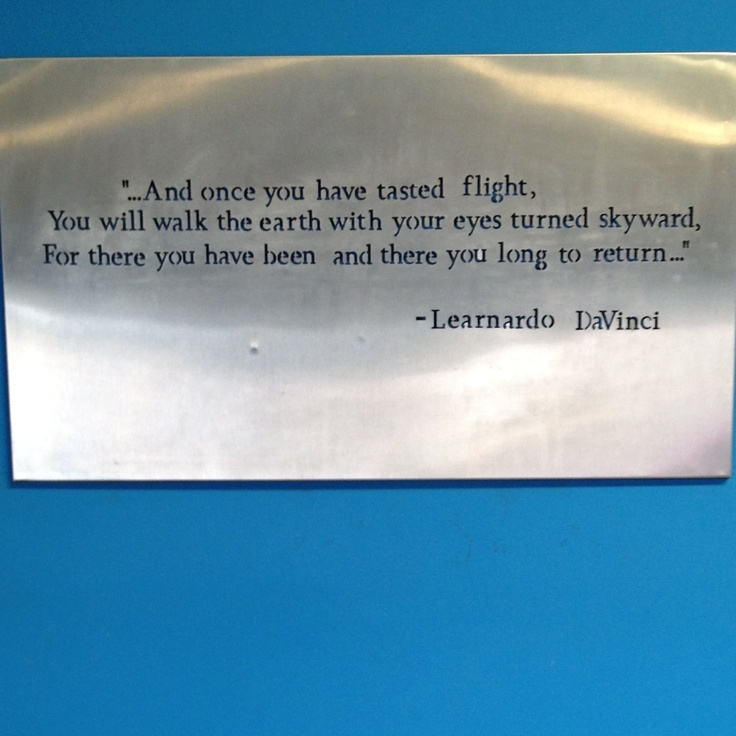 "...And once you have tasted flight,
You will walk the earth with your eyes turned skyward,
For there you have been and there you long to return..."
-Learnardo DaVinci